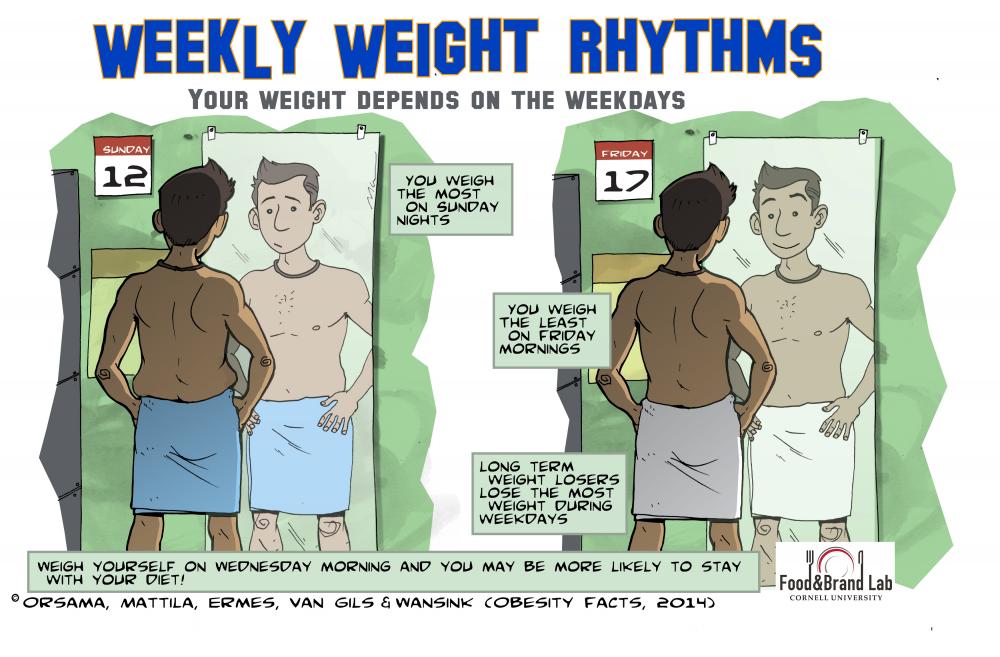 WEEKLY WEIGHT RHYTHMS
YOUR WEIGHT DEPENDS ON THE WEEKDAYS
SUNDAY
12
YOU WEIGH
THE MOST
ON SUNDAY
NIGHTS
FRIDAY
17
YOU WEIGH
THE LEAST
ON FRIDAY
MORNINGS
LONG TERM
WEIGHT LOSERS
LOSE THE MOST
WEIGHT DURING
WEEKDAYS
WEIGH YOURSELF ON WEDNESDAY MORNING AND YOU MAY BE MORE LIKELY TO STAY
WITH YOUR DIET!
Food&Brand Lab
CORNELL UNIVERSITY
© ORSAMA, MATTILA, ERMES, VAN GILS & WANSINK (OBESITY FACTS, 2014)